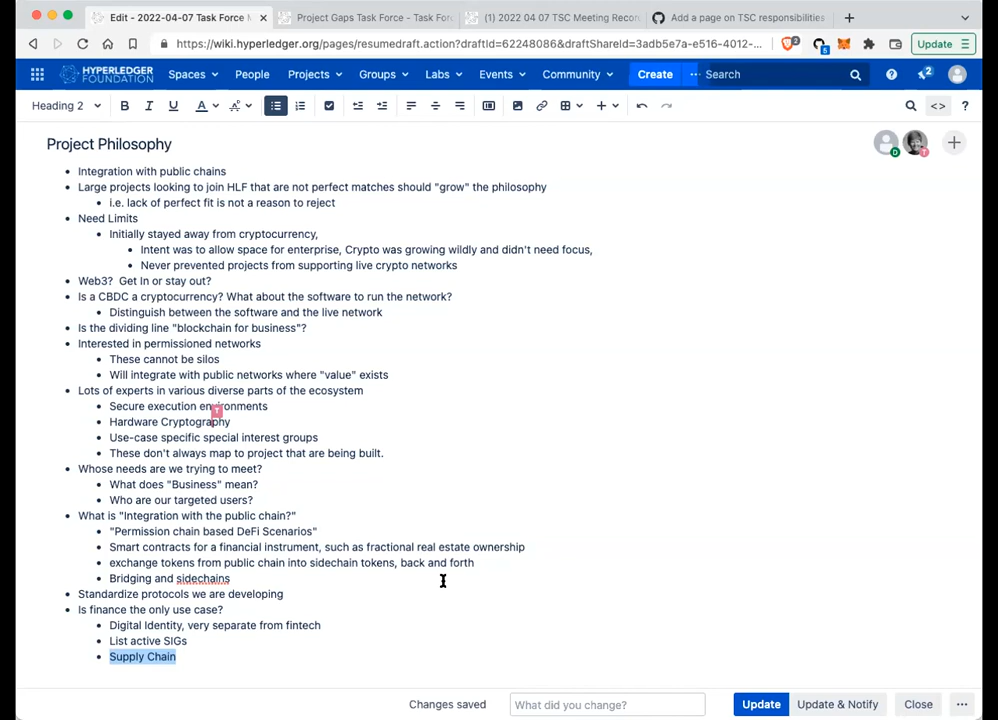 Edit - 2022-04-07 Task Force M
Project Gaps Task Force - Task For
(1) 2022 04 07 TSC Meeting Recor
Add a page on TSC responsibilities
https://wiki.hyperledger.org/pages/resumedraft.action?draftId=62248086&draftShareId=3adb5e7a-e516-4012-...
2
5
Update
HYPERLEDGER FOUNDATION
Spaces
People
Projects
Groups
Labs
Events
Community
Create
Search
2
Heading 2
B I U A
<> ?
Project Philosophy
D
T
Integration with public chains
Large projects looking to join HLF that are not perfect matches should "grow" the philosophy
i.e. lack of perfect fit is not a reason to reject
Need Limits
Initially stayed away from cryptocurrency,
Intent was to allow space for enterprise, Crypto was growing wildly and didn't need focus,
Never prevented projects from supporting live crypto networks
Web3? Get In or stay out?
Is a CBDC a cryptocurrency? What about the software to run the network?
Distinguish between the software and the live network
Is the dividing line "blockchain for business"?
Interested in permissioned networks
These cannot be silos
Will integrate with public networks where "value" exists
Lots of experts in various diverse parts of the ecosystem
Secure execution environments
T
Hardware Cryptography
Use-case specific special interest groups
These don't always map to project that are being built.
Whose needs are we trying to meet?
What does "Business" mean?
Who are our targeted users?
What is "Integration with the public chain?"
"Permission chain based DeFi Scenarios"
Smart contracts for a financial instrument, such as fractional real estate ownership
exchange tokens from public chain into sidechain tokens, back and forth
Bridging and sidechains
Standardize protocols we are developing
Is finance the only use case?
Digital Identity, very separate from fintech
List active SIGs
Supply Chain
Changes saved
What did you change?
Update
Update & Notify
Close